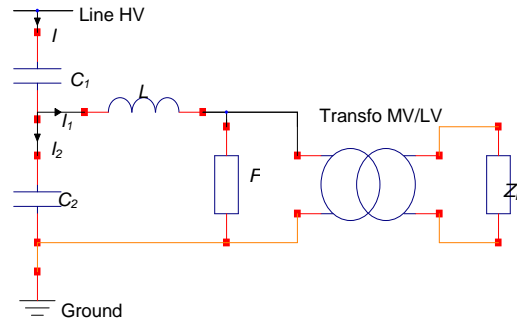 Line HV
I
C1
L
I1
Transfo MV/LV
I2
F
C2
Ground